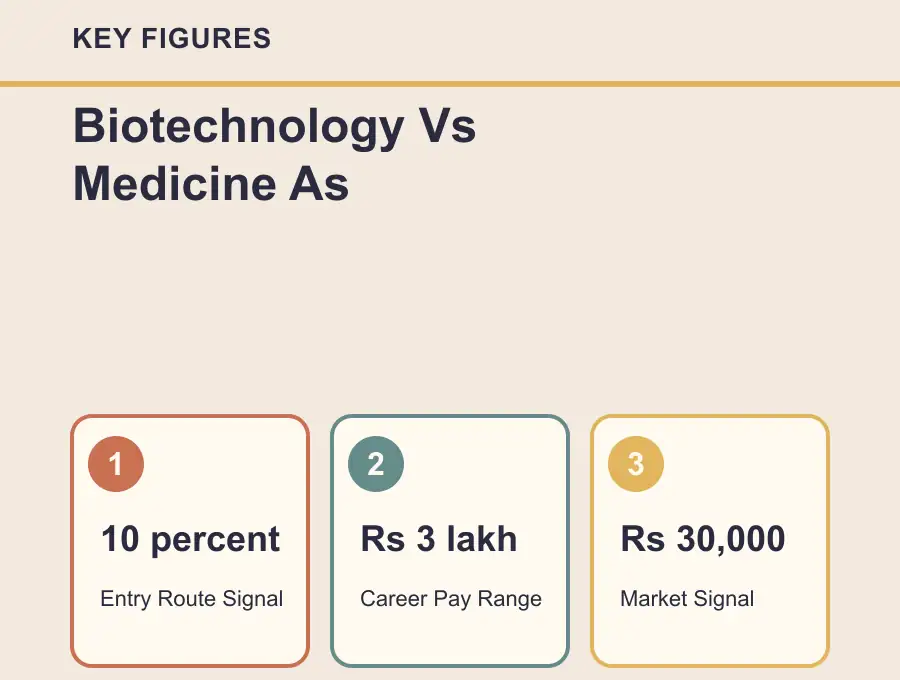 KEY FIGURES
Biotechnology Vs
Medicine As
1
10 percent
Entry Route Signal
2
Rs 3 lakh
Career Pay Range
3
Rs 30,000
Market Signal